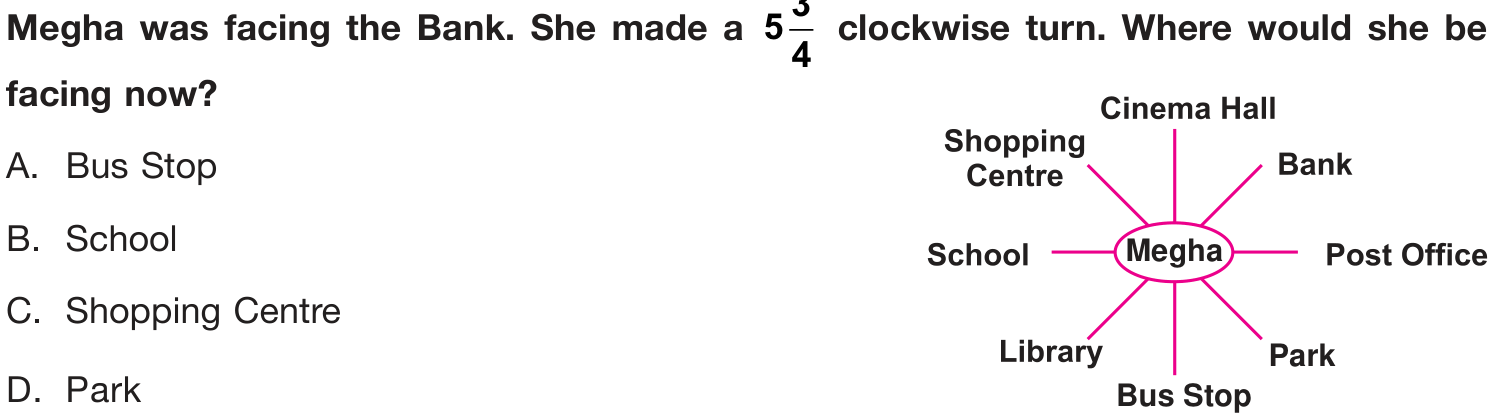 Megha was facing the Bank. She made a 5 3/4 clockwise turn. Where would she be
facing now?
A. Bus Stop
B. School
C. Shopping Centre
D. Park
Cinema Hall
Shopping
Centre
Bank
School
Megha
Post Office
Library
Park
Bus Stop